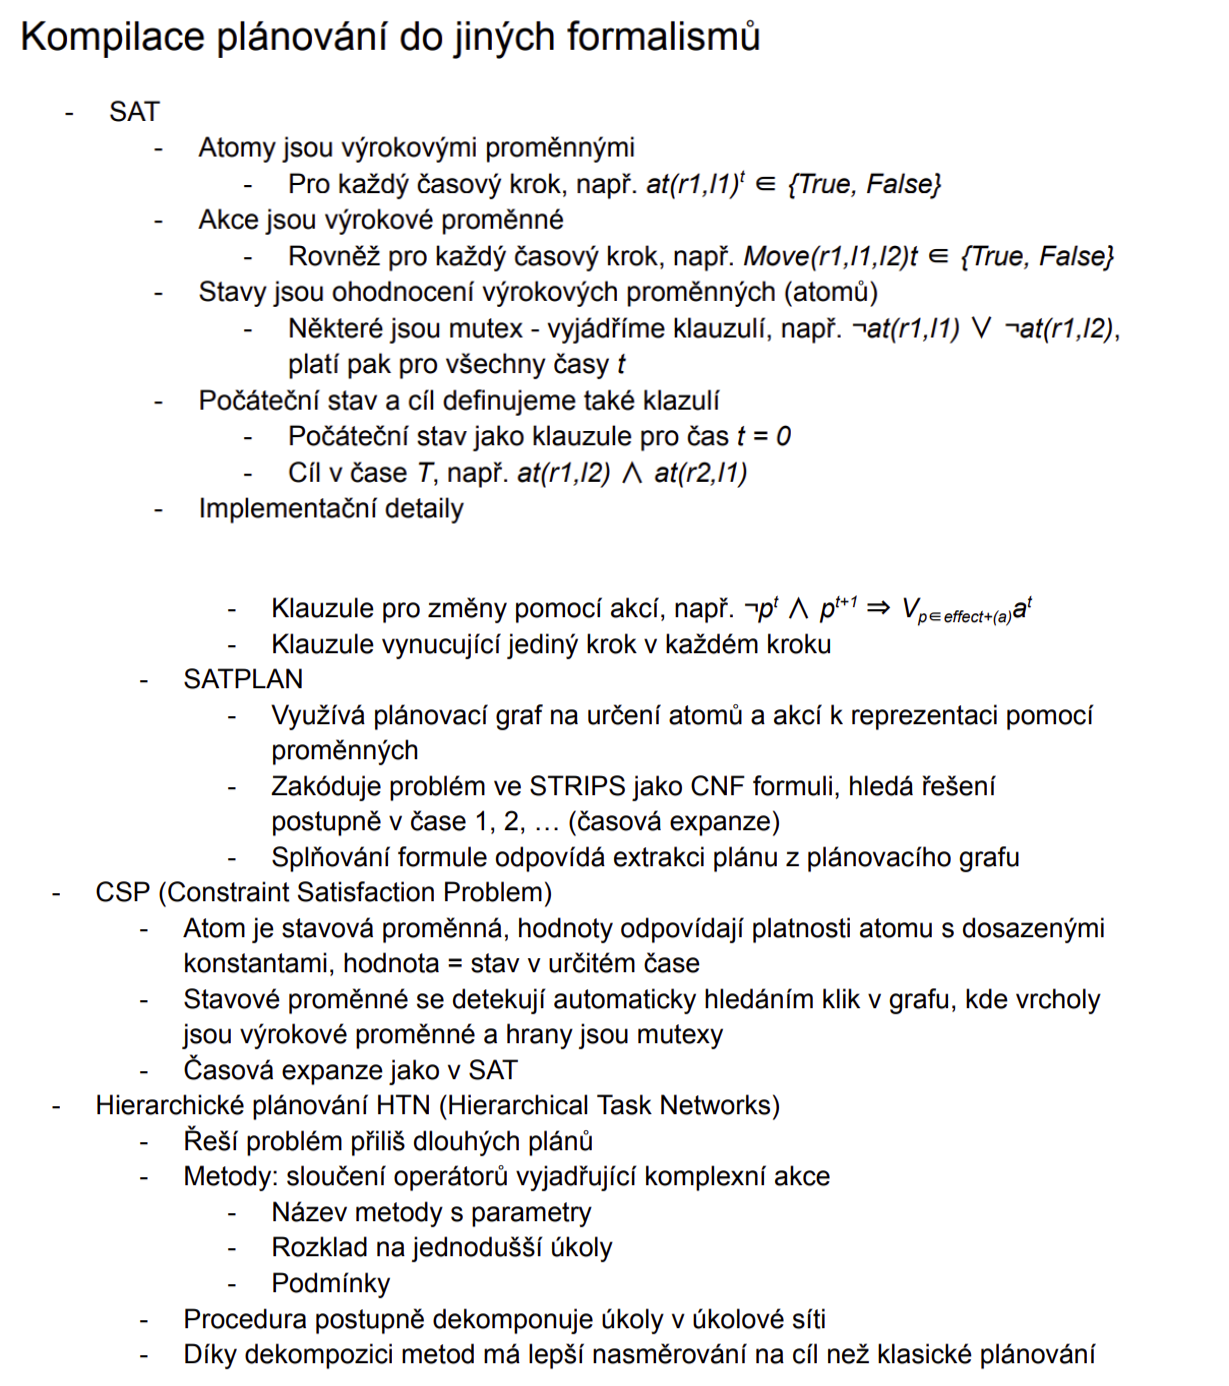 Kompilace plánování do jiných formalismů
- SAT
- Atomy jsou výrokovými proměnnými
- Pro každý časový krok, např. at(r1,l1)ᵗ ∈ {True, False}
- Akce jsou výrokové proměnné
- Rovněž pro každý časový krok, např. Move(r1,l1,l2)t ∈ {True, False}
- Stavy jsou ohodnocení výrokových proměnných (atomů)
- Některé jsou mutex - vyjádříme klauzulí, např. ¬at(r1,l1) ∨ ¬at(r1,l2),
platí pak pro všechny časy t
- Počáteční stav a cíl definujeme také klazulí
- Počáteční stav jako klauzule pro čas t = 0
- Cíl v čase T, např. at(r1,l2) ∧ at(r2,l1)
- Implementační detaily
- Klauzule pro změny pomocí akcí, např. ¬pᵗ ∧ pᵗ⁺¹ ⇒ V_{p∈effect+(a)}aᵗ
- Klauzule vynucující jediný krok v každém kroku
- SATPLAN
- Využívá plánovací graf na určení atomů a akcí k reprezentaci pomocí
proměnných
- Zakóduje problém ve STRIPS jako CNF formuli, hledá řešení
postupně v čase 1, 2, … (časová expanze)
- Splňování formule odpovídá extrakci plánu z plánovacího grafu
- CSP (Constraint Satisfaction Problem)
- Atom je stavová proměnná, hodnoty odpovídají platnosti atomu s dosazenými
konstantami, hodnota = stav v určitém čase
- Stavové proměnné se detekují automaticky hledáním klik v grafu, kde vrcholy
jsou výrokové proměnné a hrany jsou mutexy
- Časová expanze jako v SAT
- Hierarchické plánování HTN (Hierarchical Task Networks)
- Řeší problém přiliš dlouhých plánů
- Metody: sloučení operátorů vyjadřující komplexní akce
- Název metody s parametry
- Rozklad na jednodušší úkoly
- Podmínky
- Procedura postupně dekomponuje úkoly v úkolové síti
- Díky dekompozici metod má lepší nasměrování na cíl než klasické plánování